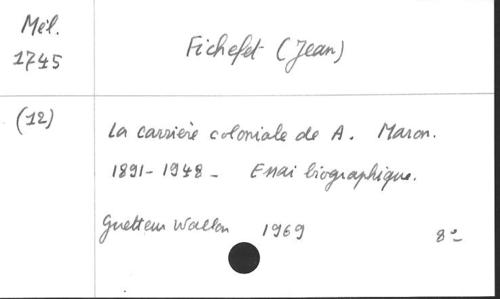 Mél.
1745
Fichefet (Jean)
(12)
La carrière coloniale de A. Maron.
1891-1948 - Essai biographique.
Guetteur Wallon 1969 8°